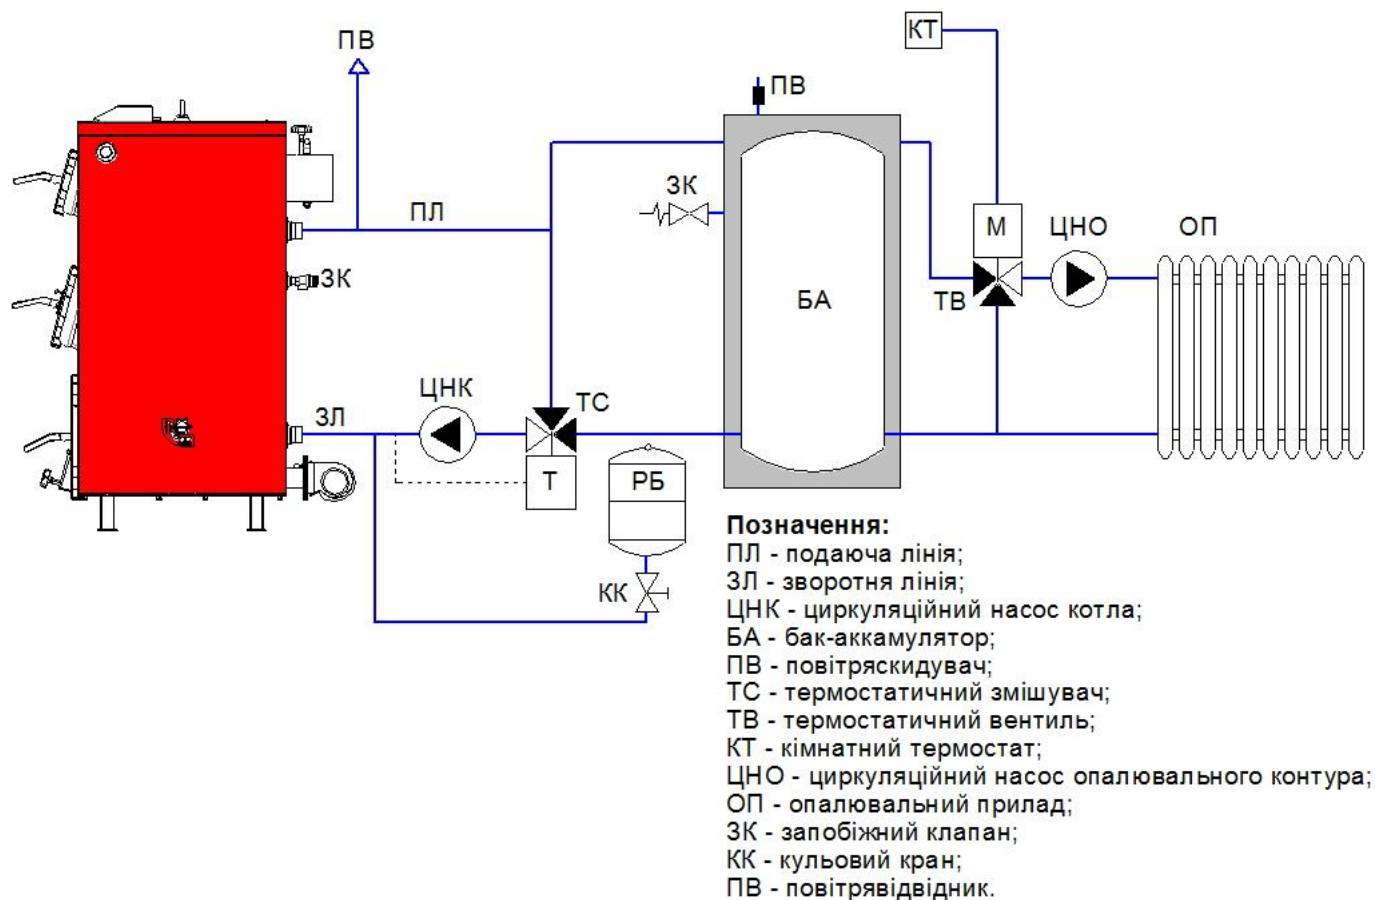 КТ
ПВ
ПВ
ЗК
ПЛ
М
ЦНО
ОП
ЗК
БА
ТВ
ЦНК
ТС
ЗЛ
Т
РБ
КК
Позначення:
ПЛ - подаюча лінія;
ЗЛ - зворотня лінія;
ЦНК - циркуляційний насос котла;
БА - бак-аккамулятор;
ПВ - повітряскидувач;
ТС - термостатичний змішувач;
ТВ - термостатичний вентиль;
КТ - кімнатний термостат;
ЦНО - циркуляційний насос опалювального контура;
ОП - опалювальний прилад;
ЗК - запобіжний клапан;
КК - кульовий кран;
ПВ - повітрявідвідник.